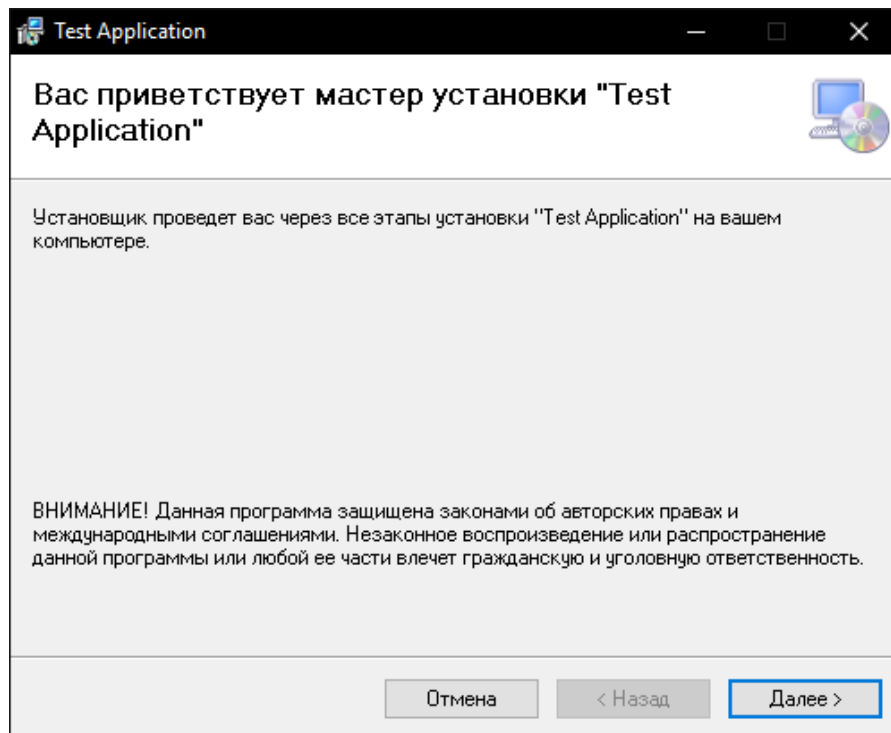 Test Application
Вас приветствует мастер установки "Test
Application"
Установщик проведет вас через все этапы установки "Test Application" на вашем
компьютере.
ВНИМАНИЕ! Данная программа защищена законами об авторских правах и
международными соглашениями. Незаконное воспроизведение или распространение
данной программы или любой ее части влечет гражданскую и уголовную ответственность.
Отмена
< Назад
Далее >